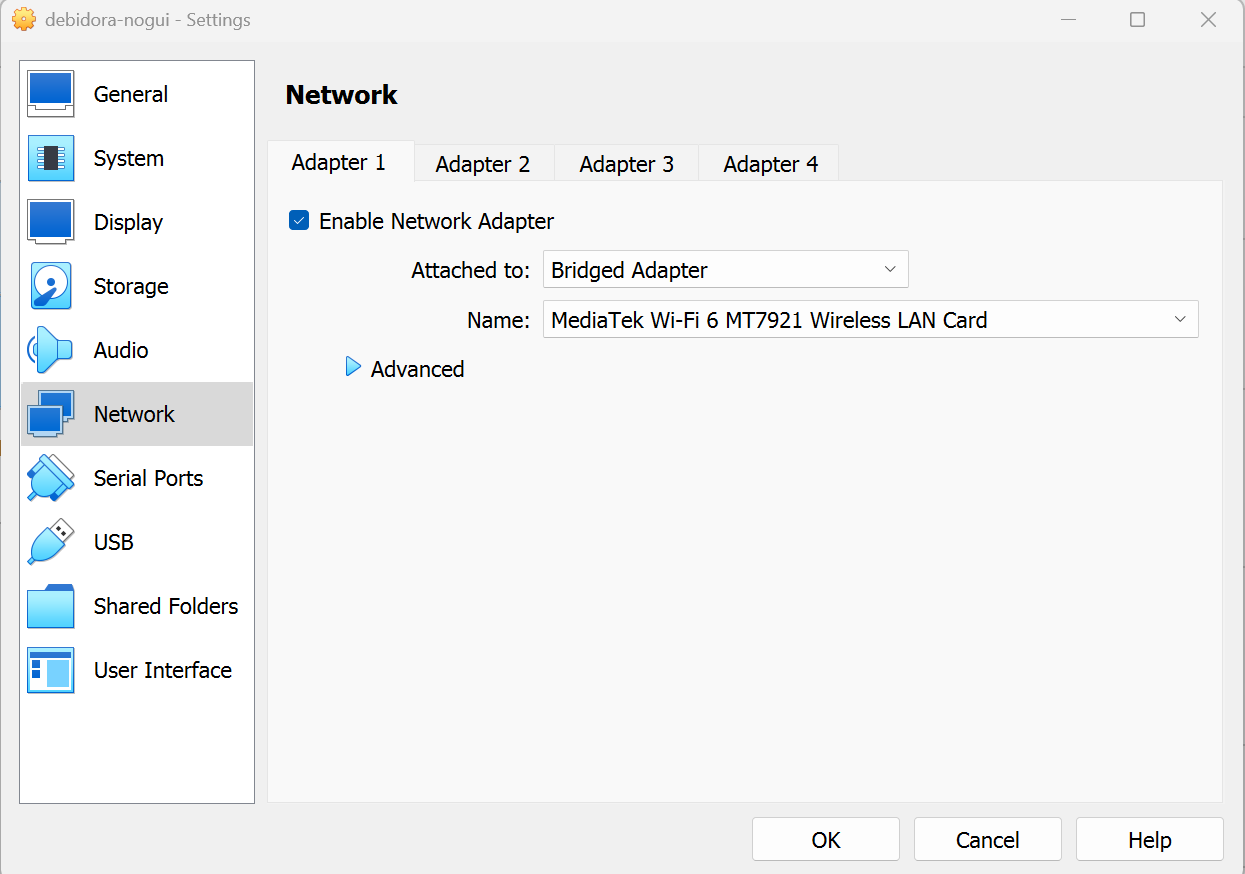 debidora-nogui - Settings
General
System
Display
Storage
Audio
Network
Serial Ports
USB
Shared Folders
User Interface
Network
Adapter 1
Adapter 2
Adapter 3
Adapter 4
Enable Network Adapter
Attached to: Bridged Adapter
Name: MediaTek Wi-Fi 6 MT7921 Wireless LAN Card
Advanced
OK
Cancel
Help